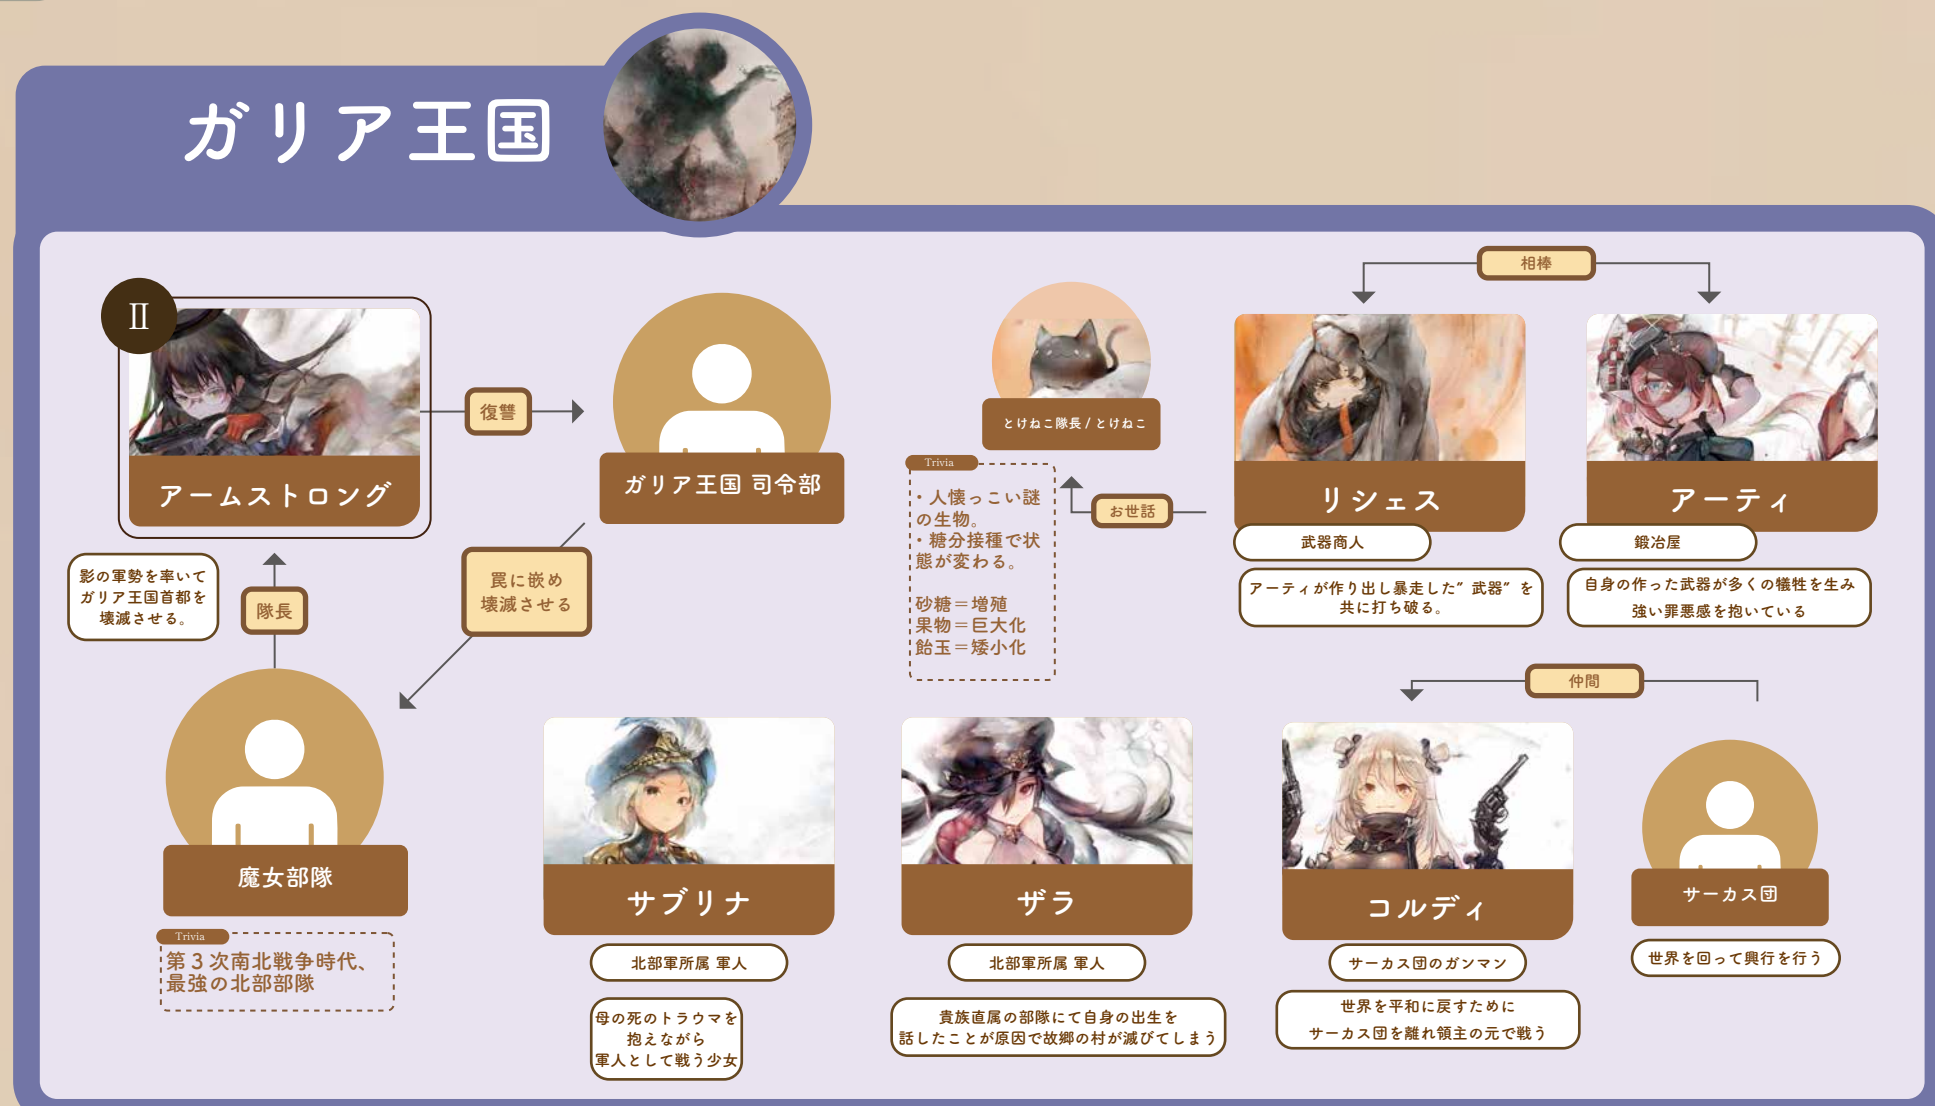 ガリア王国
Ⅱ
アームストロング
影の軍勢を率いて
ガリア王国首都を
壊滅させる。
復讐
ガリア王国 司令部
罠に嵌め
壊滅させる
隊長
魔女部隊
Trivia
第3次南北戦争時代、
最強の北部部隊
とけねこ隊長 / とけねこ
Trivia
・人懐っこい謎
の生物。
・糖分接種で状
態が変わる。
砂糖＝増殖
果物＝巨大化
飴玉＝矮小化
お世話
相棒
リシェス
武器商人
アーティが作り出し暴走した”武器”を
共に打ち破る。
アーティ
鍛冶屋
自身の作った武器が多くの犠牲を生み
強い罪悪感を抱いている
サブリナ
北部軍所属 軍人
母の死のトラウマを
抱えながら
軍人として戦う少女
ザラ
北部軍所属 軍人
貴族直属の部隊にて自身の出生を
話したことが原因で故郷の村が滅びてしまう
仲間
コルディ
サーカス団のガンマン
世界を平和に戻すために
サーカス団を離れ領主の元で戦う
サーカス団
世界を回って興行を行う